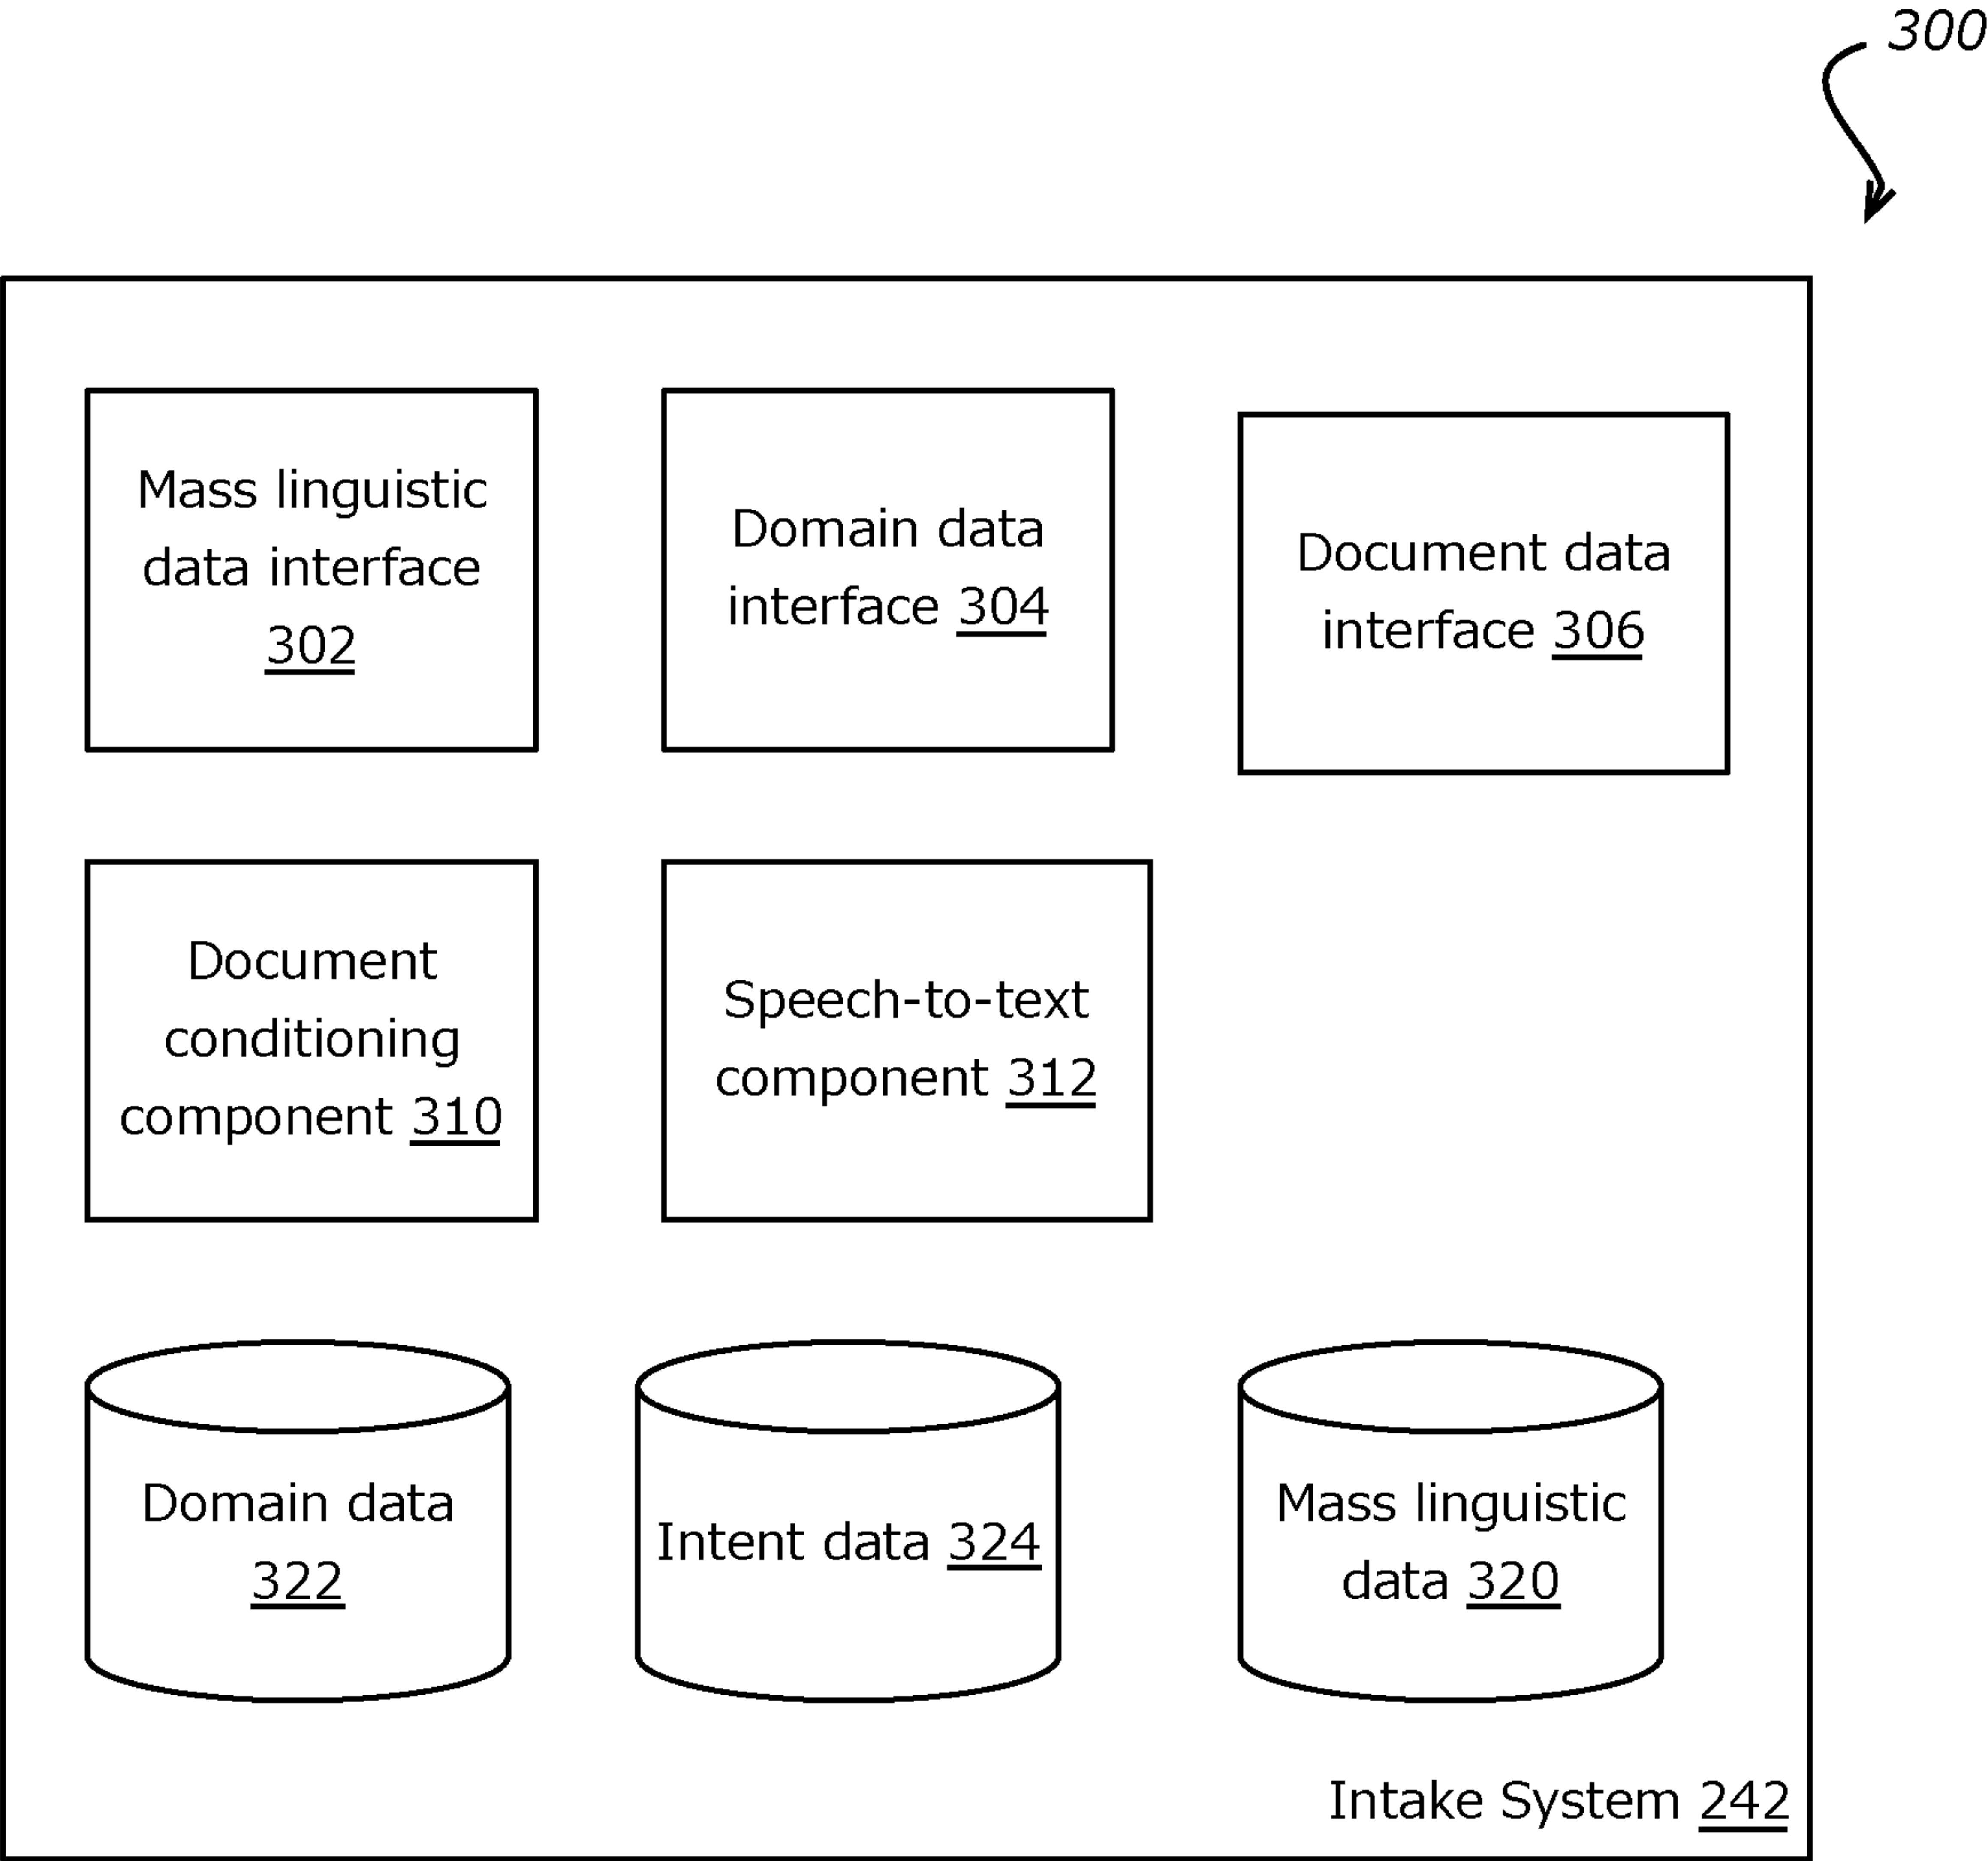 300
Mass linguistic
data interface
302
Domain data
interface 304
Document data
interface 306
Document
conditioning
component 310
Speech-to-text
component 312
Domain data
322
Intent data 324
Mass linguistic
data 320
Intake System 242